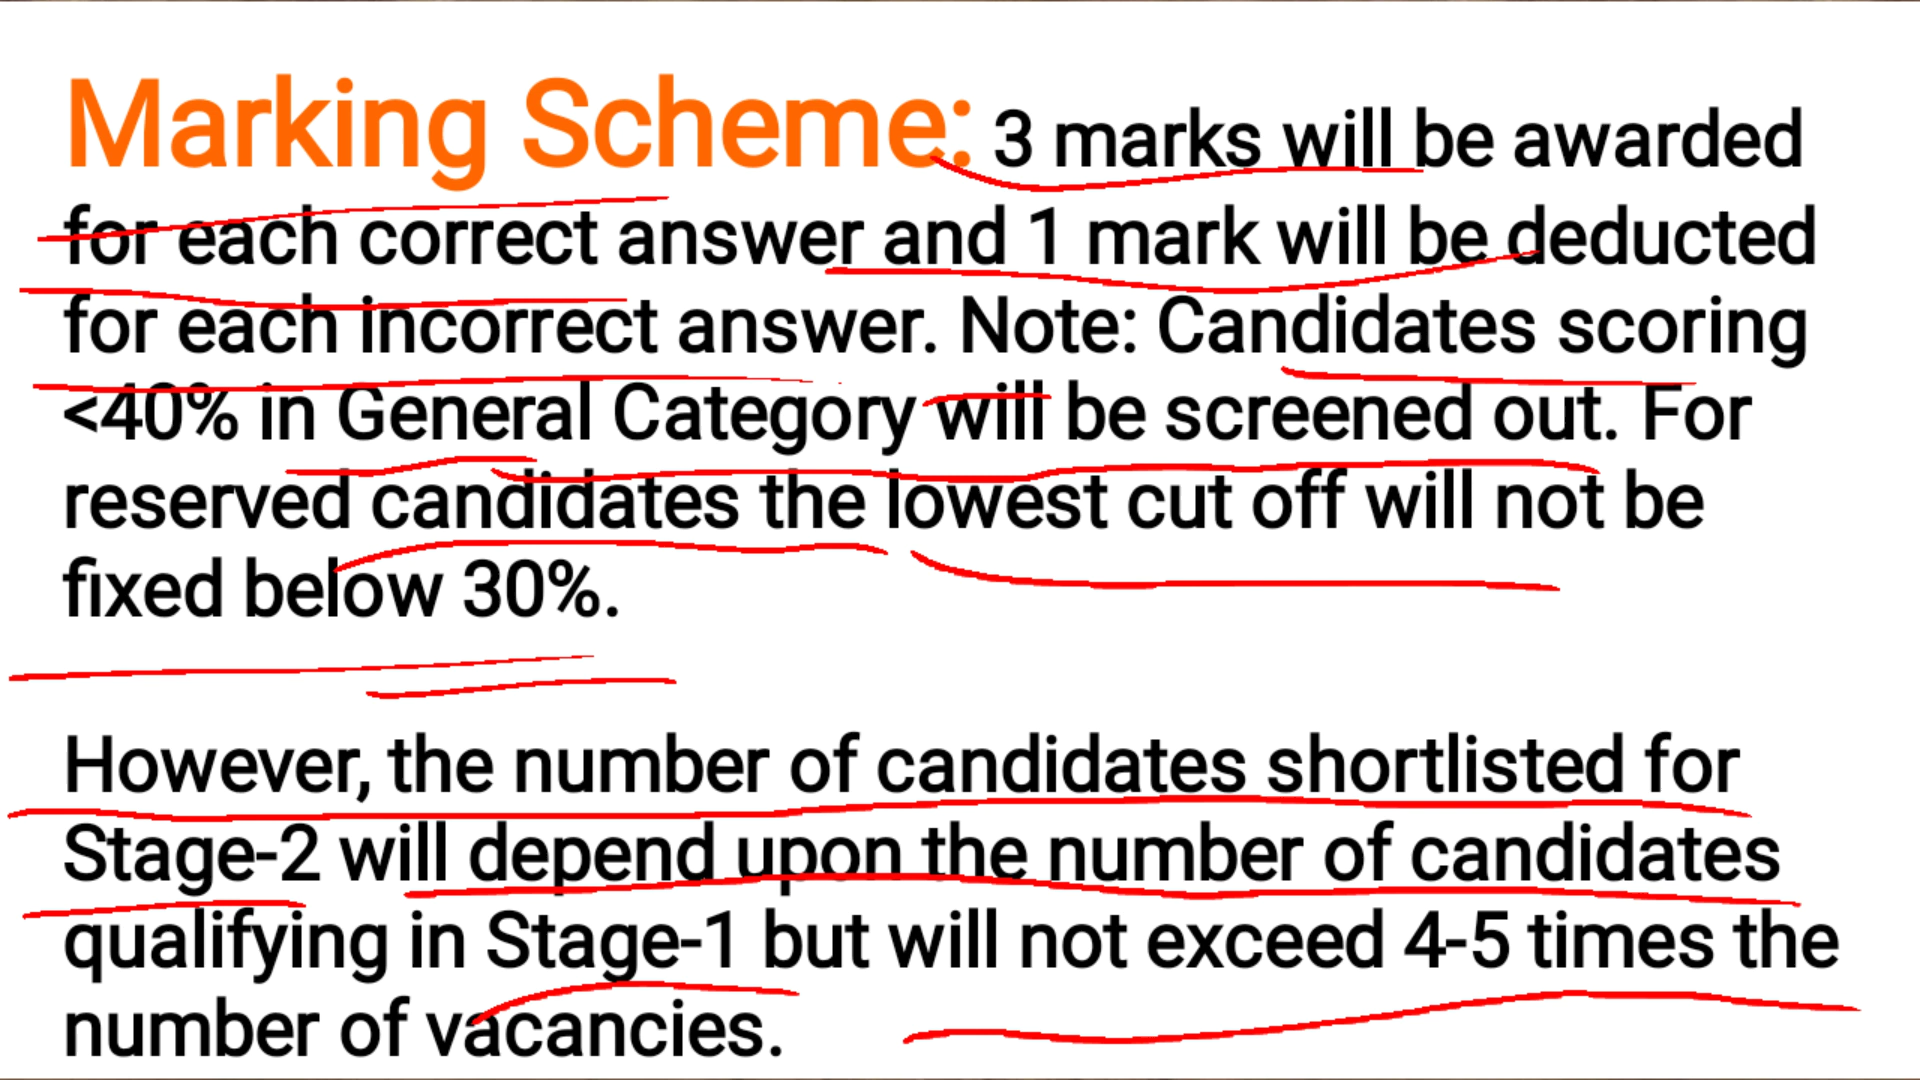 Marking Scheme: 3 marks will be awarded
for each correct answer and 1 mark will be deducted
for each incorrect answer. Note: Candidates scoring
<40% in General Category will be screened out. For
reserved candidates the lowest cut off will not be
fixed below 30%.
However, the number of candidates shortlisted for
Stage-2 will depend upon the number of candidates
qualifying in Stage-1 but will not exceed 4-5 times the
number of vacancies.